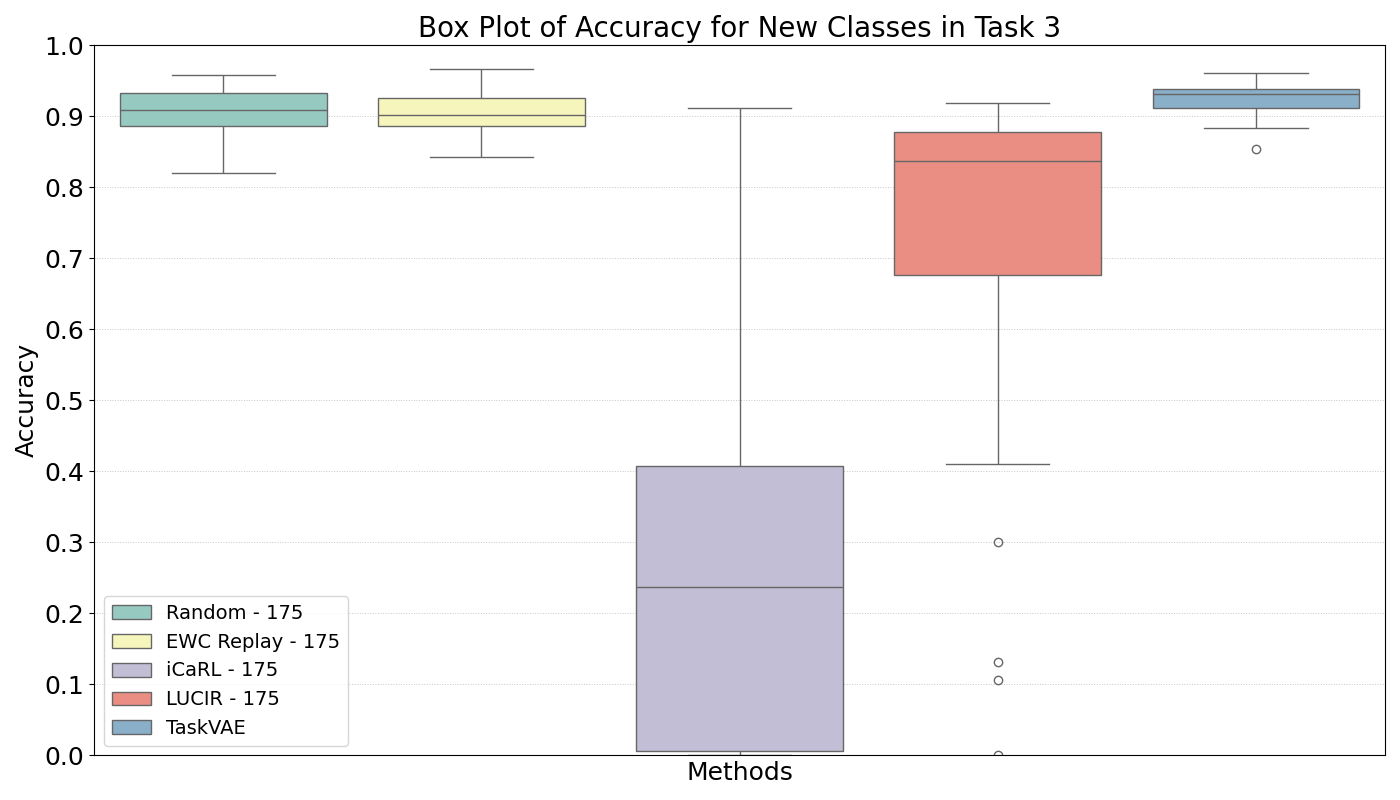 Box Plot of Accuracy for New Classes in Task 3
1.0
0.9
0.8
0.7
0.6
0.5
0.4
0.3
0.2
0.1
0.0
Accuracy
Random - 175
EWC Replay - 175
iCaRL - 175
LUCIR - 175
TaskVAE
Methods